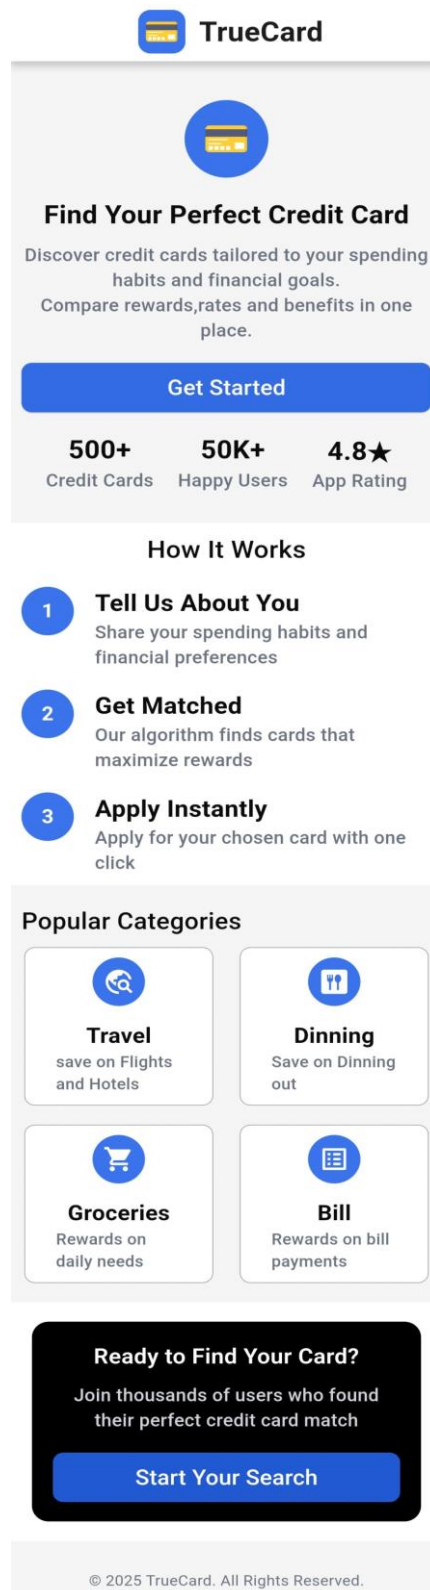 TrueCard
Find Your Perfect Credit Card
Discover credit cards tailored to your spending
habits and financial goals.
Compare rewards,rates and benefits in one
place.
Get Started
500+ 50K+ 4.8★
Credit Cards Happy Users App Rating
How It Works
1 Tell Us About You
Share your spending habits and
financial preferences
2 Get Matched
Our algorithm finds cards that
maximize rewards
3 Apply Instantly
Apply for your chosen card with one
click
Popular Categories
Travel
save on Flights
and Hotels
Dinning
Save on Dinning
out
Groceries
Rewards on
daily needs
Bill
Rewards on bill
payments
Ready to Find Your Card?
Join thousands of users who found
their perfect credit card match
Start Your Search
© 2025 TrueCard. All Rights Reserved.